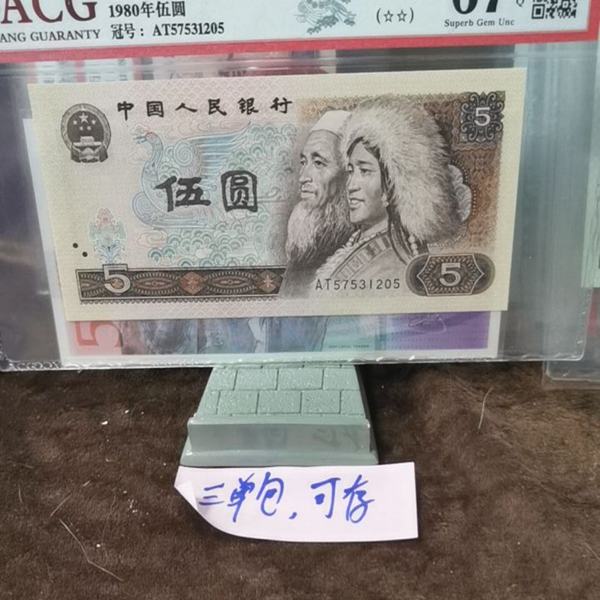 ACG 1980年伍圆
ANG GUARANTY 冠号: AT57531205
(☆☆)
67 Q
Superb Gem Unc
中国人民银行
5
伍圆
5
AT57531205
5
三单包，可存